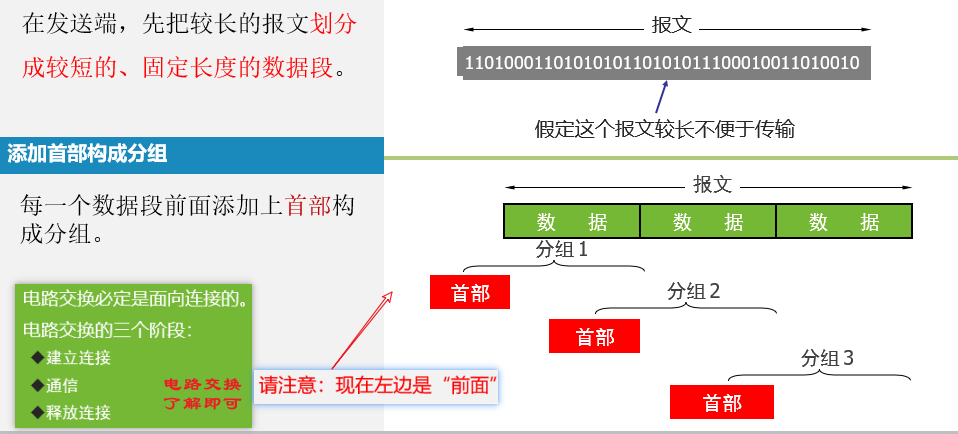 在发送端，先把较长的报文划分
成较短的、固定长度的数据段。
报文
1101000110101010110101011100010011010010
假定这个报文较长不便于传输
添加首部构成分组
每一个数据段前面添加上首部构
成分组。
报文
数 据 数 据 数 据
分组 1
首部
分组 2
首部
分组 3
首部
电路交换必定是面向连接的。
电路交换的三个阶段：
◆建立连接
◆通信
◆释放连接
电路交换
了解即可
请注意：现在左边是“前面”